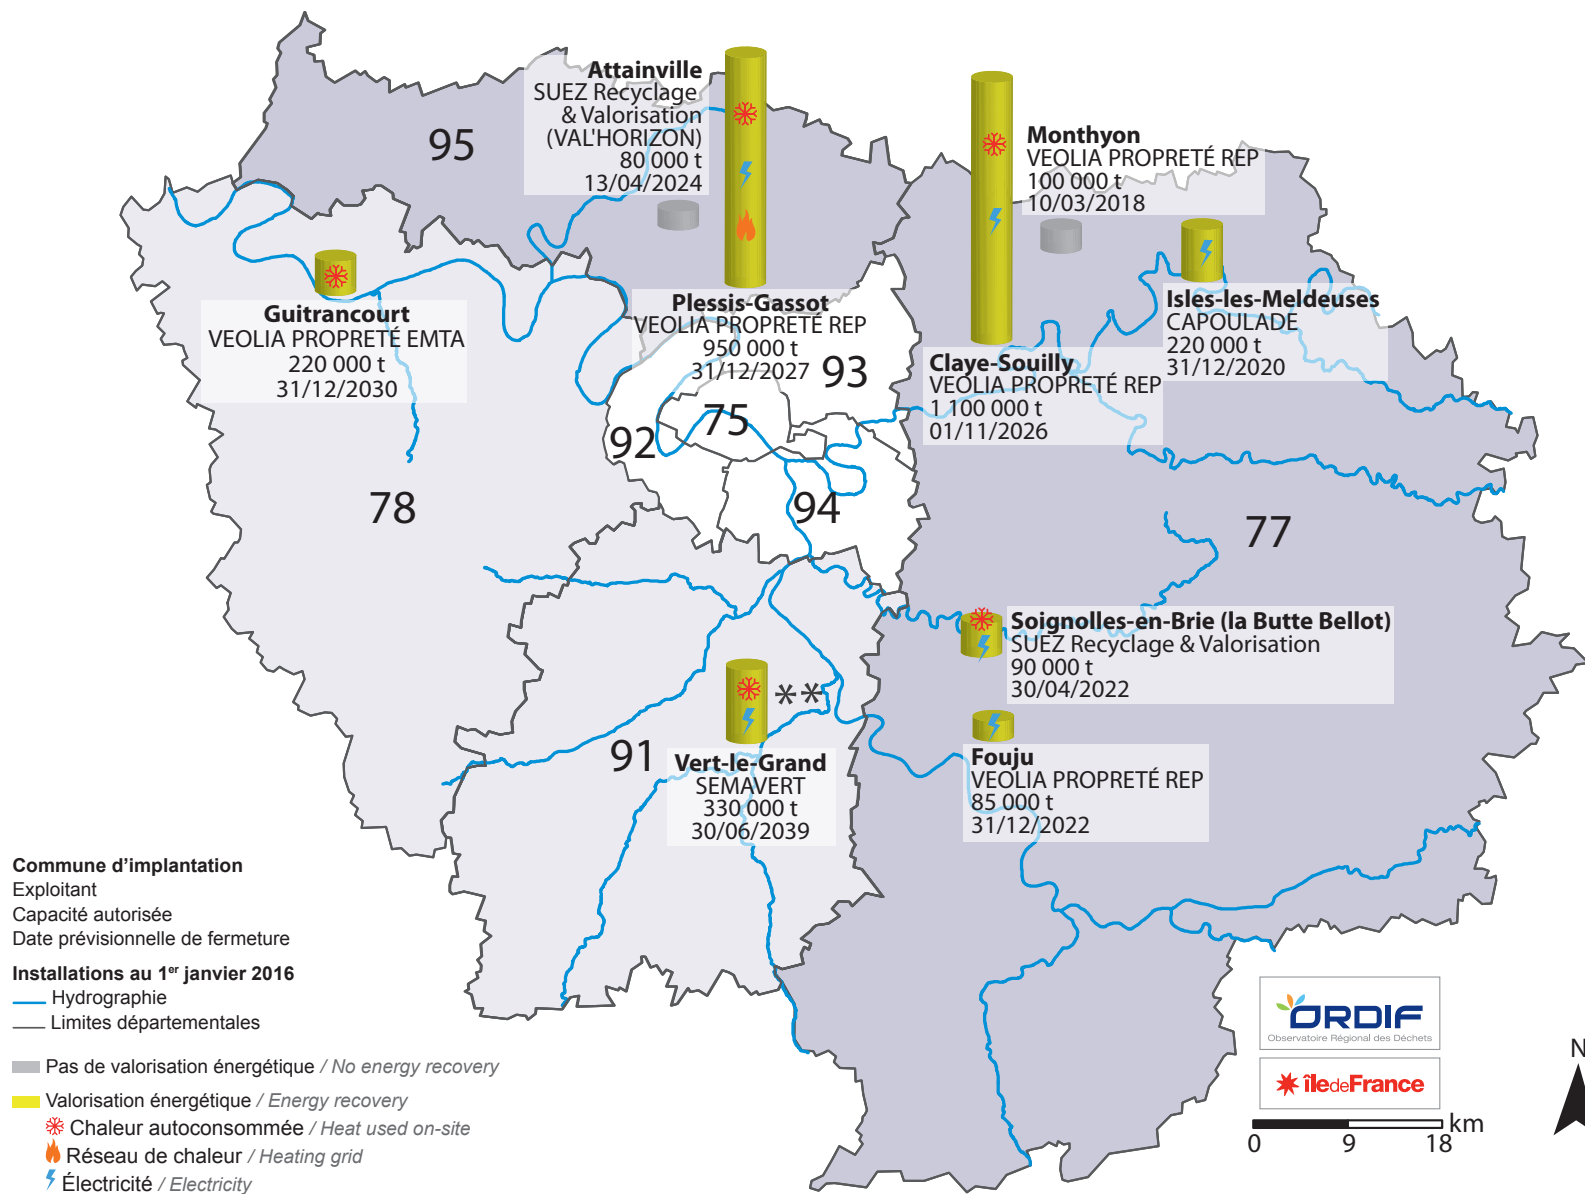 95
Attainville
SUEZ Recyclage
& Valorisation
(VAL'HORIZON)
80 000 t
13/04/2024
Monthyon
VEOLIA PROPRETÉ REP
100 000 t
10/03/2018
Guitrancourt
VEOLIA PROPRETÉ EMTA
220 000 t
31/12/2030
Plessis-Gassot
VEOLIA PROPRETÉ REP
950 000 t
31/12/2027
93
Claye-Souilly
VEOLIA PROPRETÉ REP
1 100 000 t
01/11/2026
Isles-les-Meldeuses
CAPOULADE
220 000 t
31/12/2020
92
75
78
94
77
Soignolles-en-Brie (la Butte Bellot)
SUEZ Recyclage & Valorisation
90 000 t
30/04/2022
**
91
Vert-le-Grand
SEMAVERT
330 000 t
30/06/2039
Fouju
VEOLIA PROPRETÉ REP
85 000 t
31/12/2022
Commune d’implantation
Exploitant
Capacité autorisée
Date prévisionnelle de fermeture
Installations au 1er janvier 2016
Hydrographie
Limites départementales
Pas de valorisation énergétique / No energy recovery
Valorisation énergétique / Energy recovery
Chaleur autoconsommée / Heat used on-site
Réseau de chaleur / Heating grid
Électricité / Electricity
ORDIF
Observatoire Régional des Déchets
îledeFrance
km
0 9 18
N